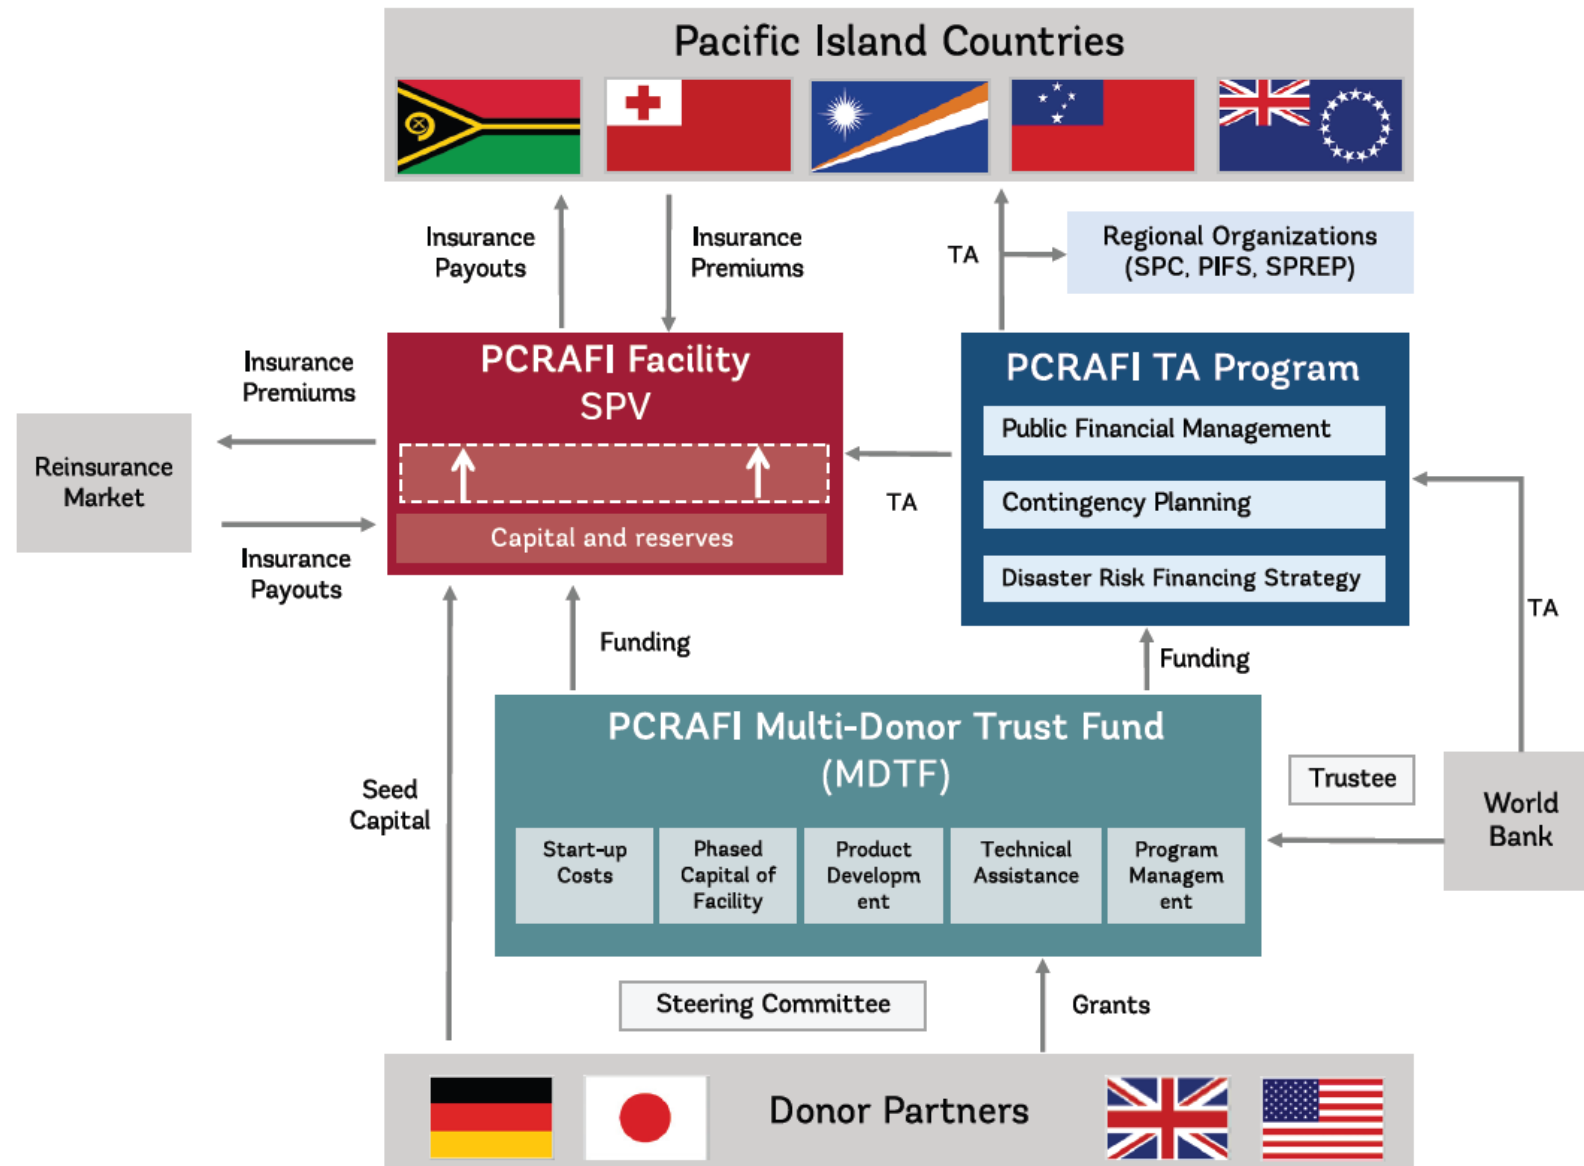 Pacific Island Countries
Insurance
Payouts
Insurance
Premiums
TA
Regional Organizations
(SPC, PIFS, SPREP)
PCRAFI Facility
SPV
Capital and reserves
PCRAFI TA Program
Public Financial Management
Contingency Planning
Disaster Risk Financing Strategy
Insurance
Premiums
Reinsurance
Market
Insurance
Payouts
TA
TA
Funding
Funding
PCRAFI Multi-Donor Trust Fund
(MDTF)
Start-up
Costs
Phased
Capital of
Facility
Product
Developm
ent
Technical
Assistance
Program
Managem
ent
Seed
Capital
Trustee
World
Bank
Steering Committee
Grants
Donor Partners